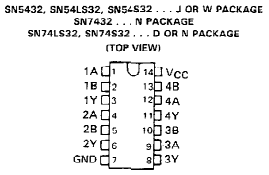 SN5432, SN54LS32, SN54S32 . . . J OR W PACKAGE
SN7432 . . . N PACKAGE
SN74LS32, SN74S32 . . . D OR N PACKAGE
(TOP VIEW)
1A 1 14 VCC
1B 2 13 4B
1Y 3 12 4A
2A 4 11 4Y
2B 5 10 3B
2Y 6 9 3A
GND 7 8 3Y